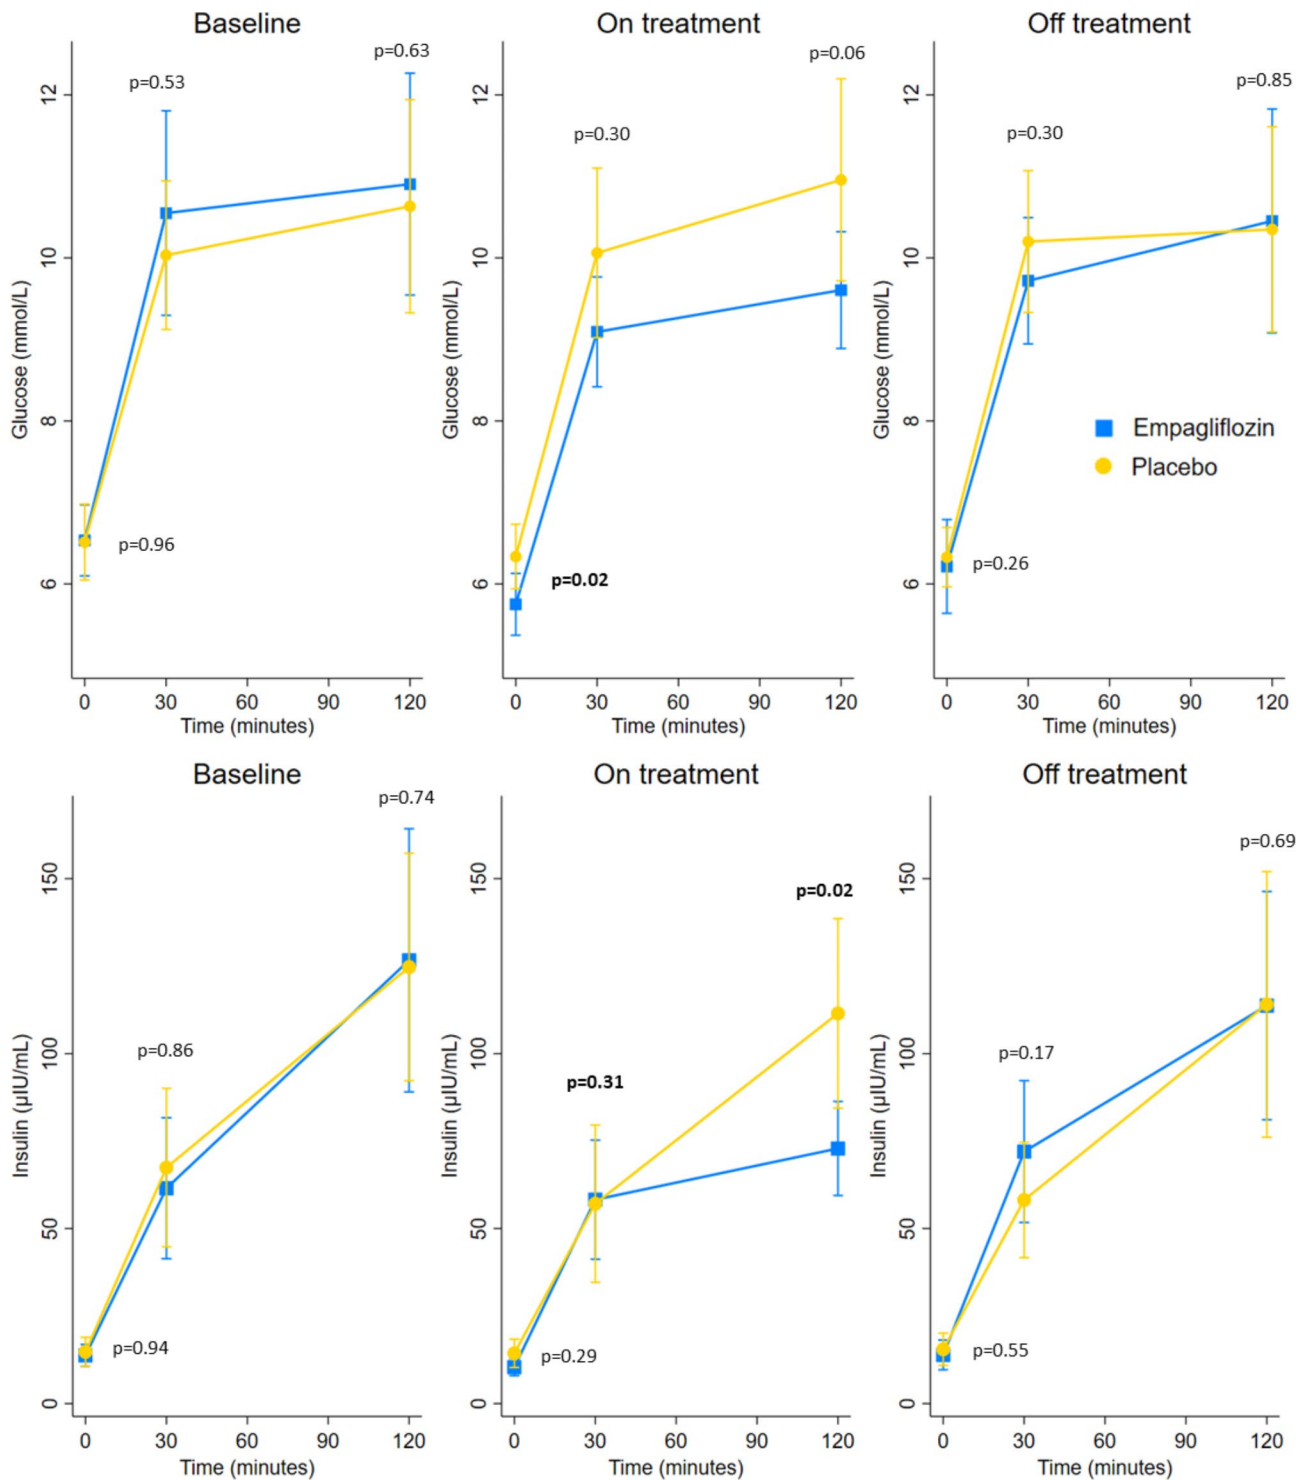 Baseline
On treatment
Off treatment
p=0.53
p=0.63
p=0.96
12
10
8
6
Glucose (mmol/L)
0 30 60 90 120
Time (minutes)
p=0.30
p=0.06
p=0.02
12
10
8
6
Glucose (mmol/L)
0 30 60 90 120
Time (minutes)
p=0.30
p=0.85
p=0.26
12
10
8
6
Glucose (mmol/L)
Empagliflozin
Placebo
0 30 60 90 120
Time (minutes)
Baseline
On treatment
Off treatment
p=0.74
p=0.86
p=0.94
150
100
50
0
Insulin (µIU/mL)
0 30 60 90 120
Time (minutes)
p=0.02
p=0.31
p=0.29
150
100
50
0
Insulin (µIU/mL)
0 30 60 90 120
Time (minutes)
p=0.69
p=0.17
p=0.55
150
100
50
0
Insulin (µIU/mL)
0 30 60 90 120
Time (minutes)